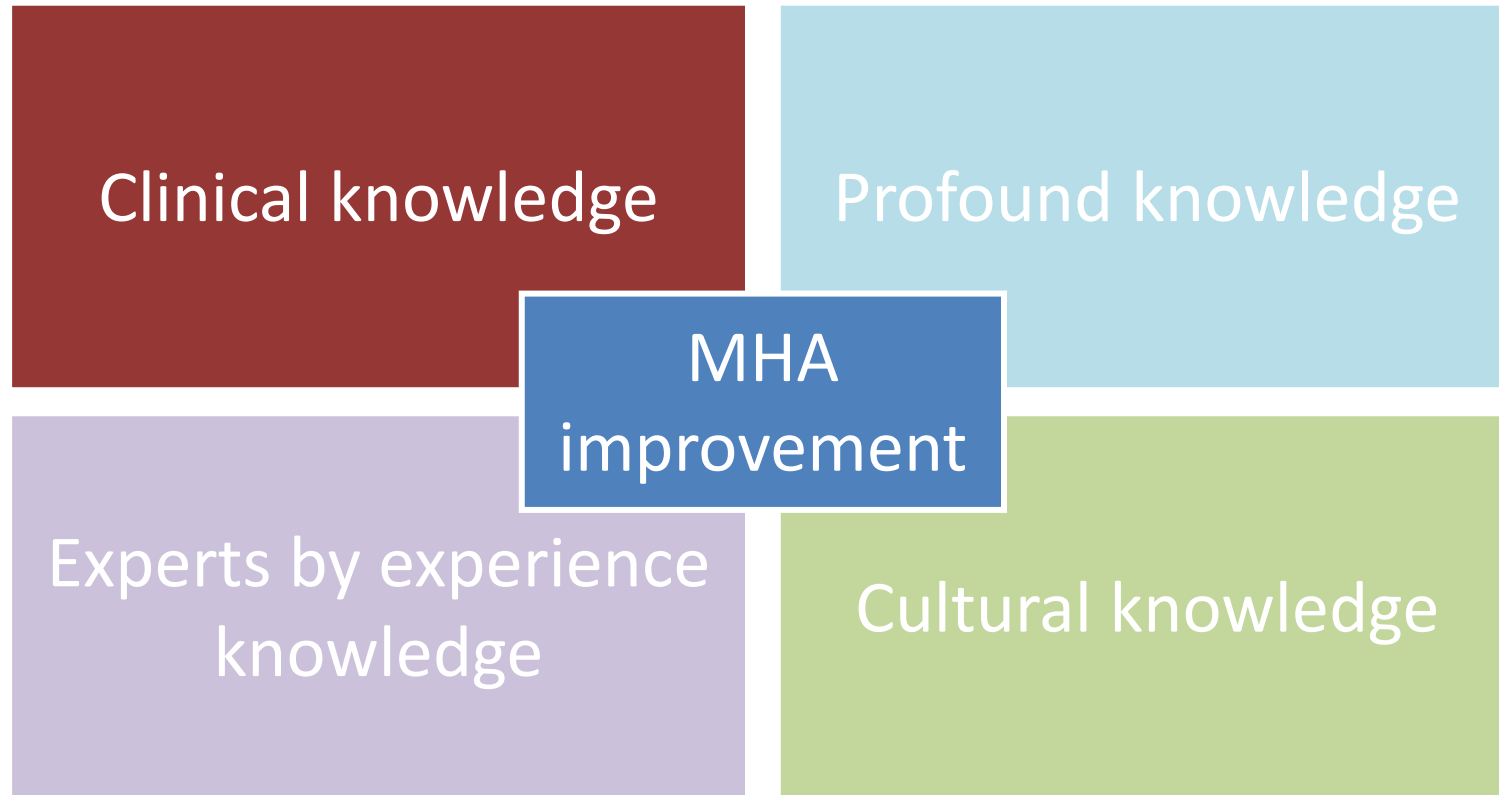 Clinical knowledge
Profound knowledge
MHA
improvement
Experts by experience
knowledge
Cultural knowledge